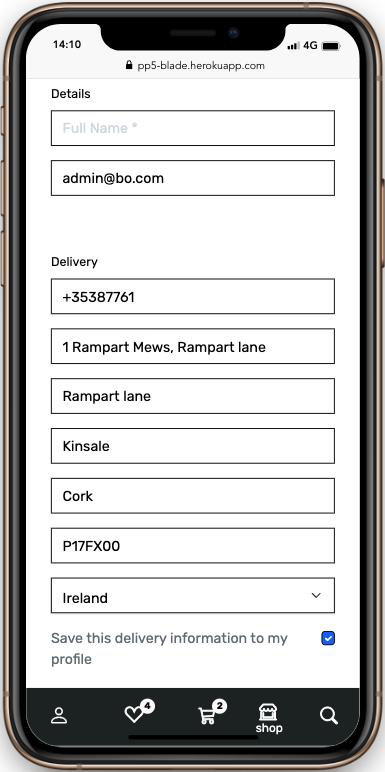 14:10
4G
pp5-blade.herokuapp.com
Details
Full Name *
admin@bo.com
Delivery
+35387761
1 Rampart Mews, Rampart lane
Rampart lane
Kinsale
Cork
P17FX00
Ireland
Save this delivery information to my
profile
4
2
shop